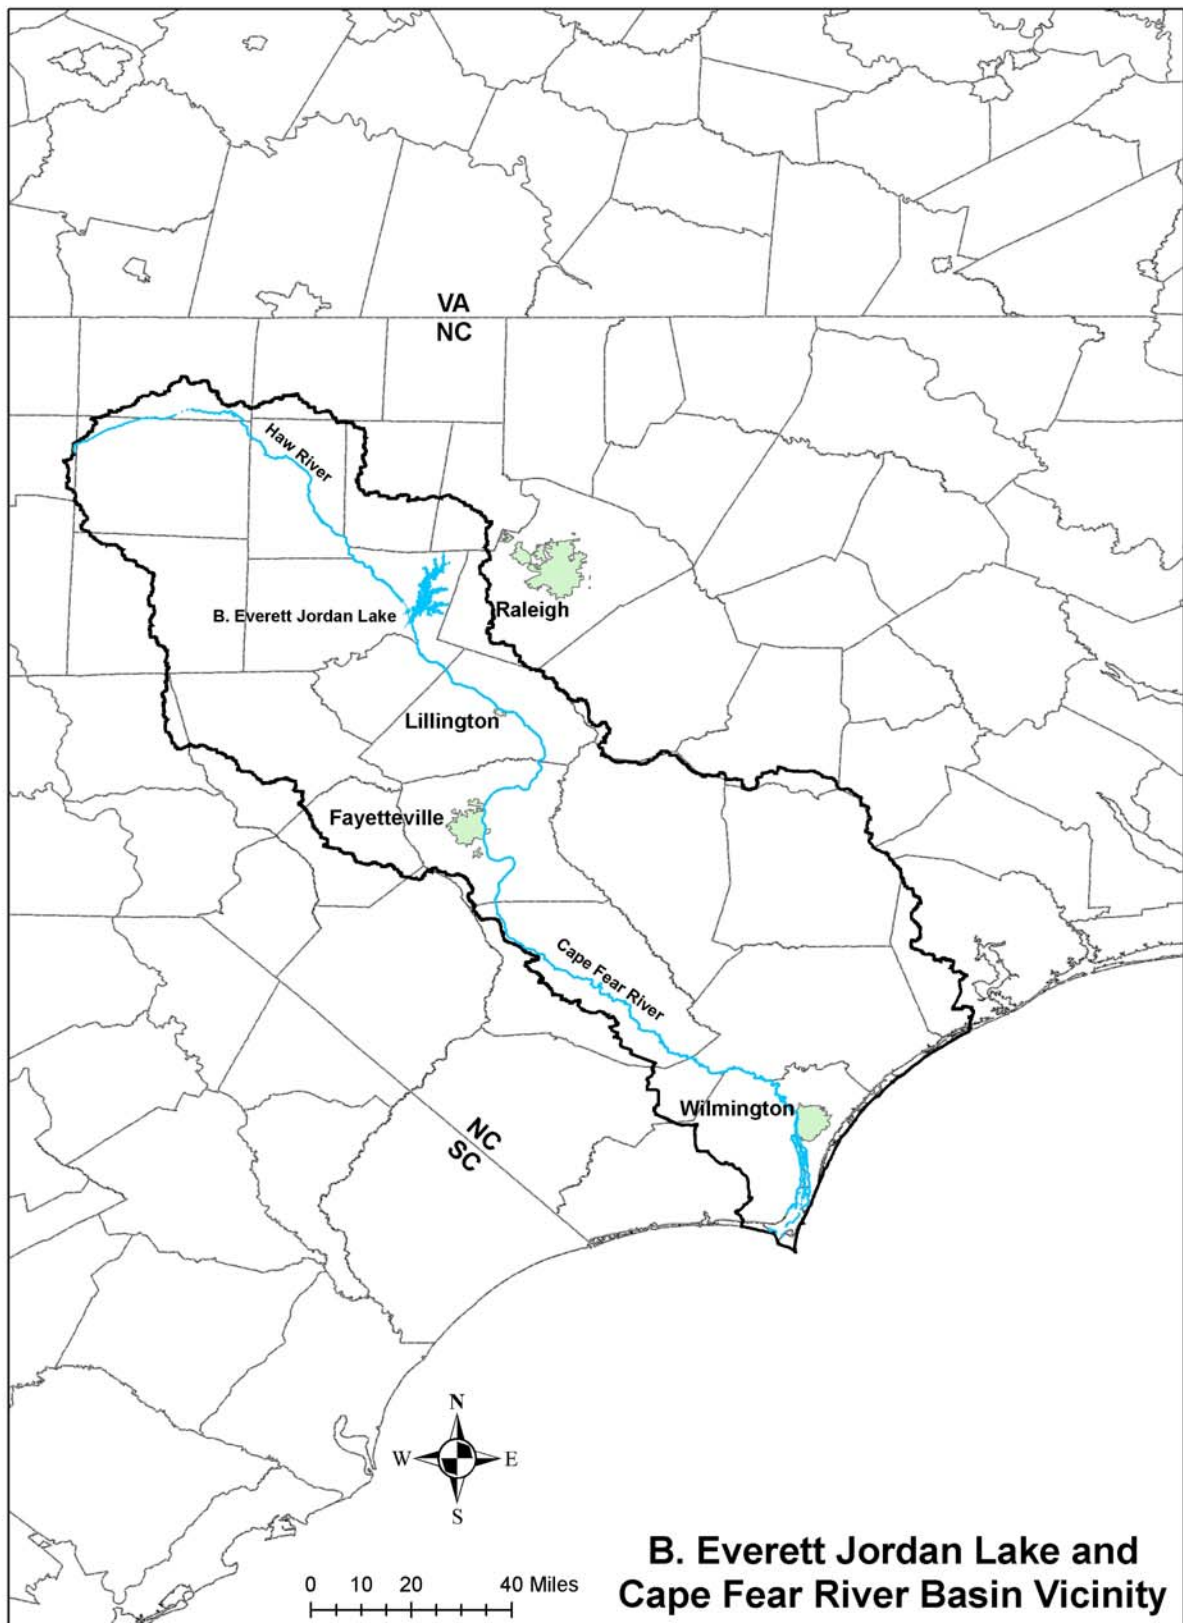 VA
NC
Haw River
B. Everett Jordan Lake
Raleigh
Lillington
Fayetteville
Cape Fear River
Wilmington
NC
SC
N
W
E
S
0 10 20 40 Miles
B. Everett Jordan Lake and
Cape Fear River Basin Vicinity